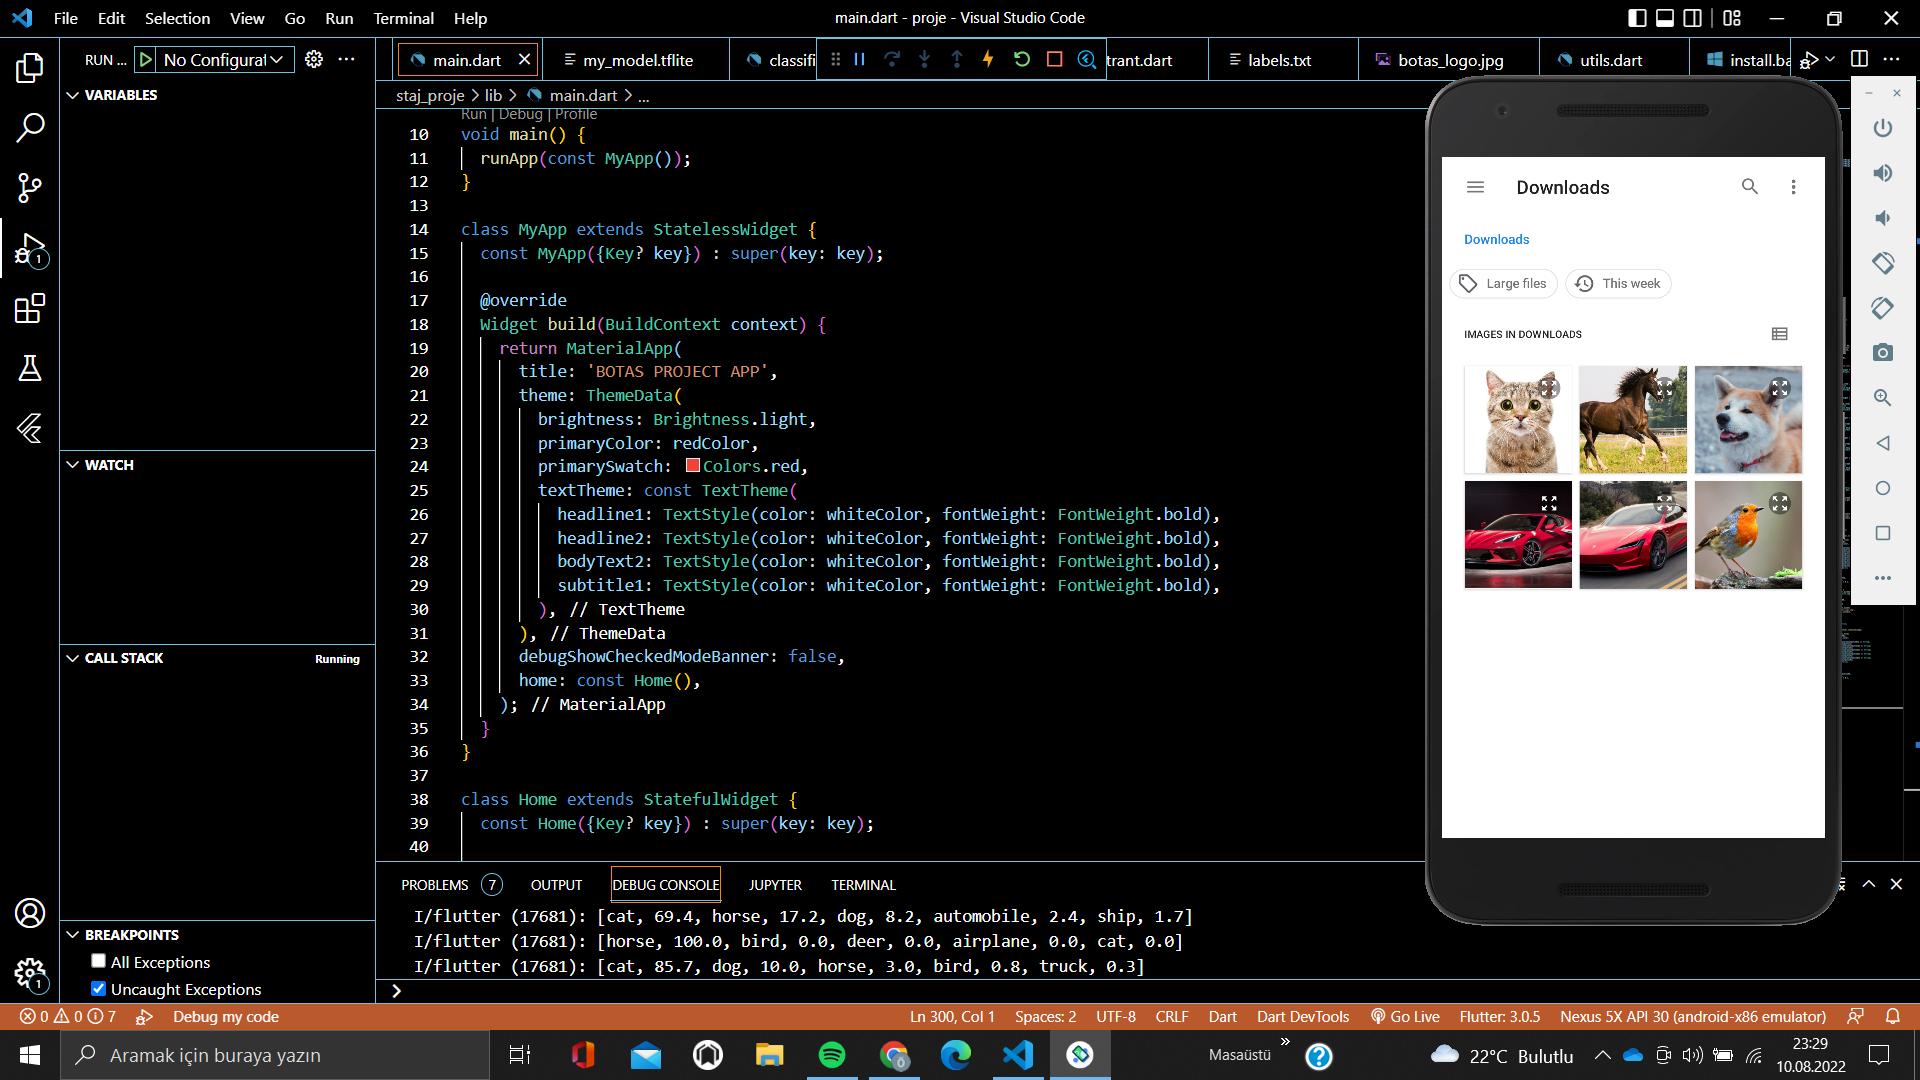 File Edit Selection View Go Run Terminal Help
main.dart - proje - Visual Studio Code
RUN ... No Configurat
main.dart
my_model.tflite
classifi
trant.dart
labels.txt
botas_logo.jpg
utils.dart
install.ba
staj_proje > lib > main.dart > ...
VARIABLES
WATCH
CALL STACK Running
BREAKPOINTS
All Exceptions
Uncaught Exceptions
Run | Debug | Profile
10 void main() {
11 runApp(const MyApp());
12 }
13
14 class MyApp extends StatelessWidget {
15 const MyApp({Key? key}) : super(key: key);
16
17 @override
18 Widget build(BuildContext context) {
19 return MaterialApp(
20 title: 'BOTAS PROJECT APP',
21 theme: ThemeData(
22 brightness: Brightness.light,
23 primaryColor: redColor,
24 primarySwatch: Colors.red,
25 textTheme: const TextTheme(
26 headline1: TextStyle(color: whiteColor, fontWeight: FontWeight.bold),
27 headline2: TextStyle(color: whiteColor, fontWeight: FontWeight.bold),
28 bodyText2: TextStyle(color: whiteColor, fontWeight: FontWeight.bold),
29 subtitle1: TextStyle(color: whiteColor, fontWeight: FontWeight.bold),
30 ), // TextTheme
31 ), // ThemeData
32 debugShowCheckedModeBanner: false,
33 home: const Home(),
34 ); // MaterialApp
35 }
36 }
37
38 class Home extends StatefulWidget {
39 const Home({Key? key}) : super(key: key);
40
Downloads
Downloads
Large files
This week
IMAGES IN DOWNLOADS
PROBLEMS 7 OUTPUT DEBUG CONSOLE JUPYTER TERMINAL
I/flutter (17681): [cat, 69.4, horse, 17.2, dog, 8.2, automobile, 2.4, ship, 1.7]
I/flutter (17681): [horse, 100.0, bird, 0.0, deer, 0.0, airplane, 0.0, cat, 0.0]
I/flutter (17681): [cat, 85.7, dog, 10.0, horse, 3.0, bird, 0.8, truck, 0.3]
>
1
1
0 0 7 Debug my code
Ln 300, Col 1 Spaces: 2 UTF-8 CRLF Dart Dart DevTools Go Live Flutter: 3.0.5 Nexus 5X API 30 (android-x86 emulator)
Aramak için buraya yazın
Masaüstü
22°C Bulutlu
23:29
10.08.2022